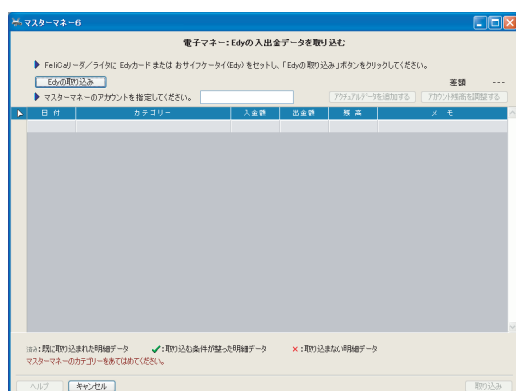 マスターマネー6
電子マネー：Edyの入出金データを取り込む
FeliCaリーダ／ライタに Edyカード または おサイフケータイ(Edy) をセットし、「Edyの取り込み」ボタンをクリックしてください。
Edyの取り込み
差額 ---
マスターマネーのアカウントを指定してください。 アクチュアルデータを追加する アカウント残高を調整する
日 付 カテゴリー 入金額 出金額 残 高 メ モ
済み：既に取り込まれた明細データ ✔：取り込む条件が整った明細データ ×：取り込まない明細データ
マスターマネーのカテゴリーをあてはめてください。
ヘルプ キャンセル 取り込み